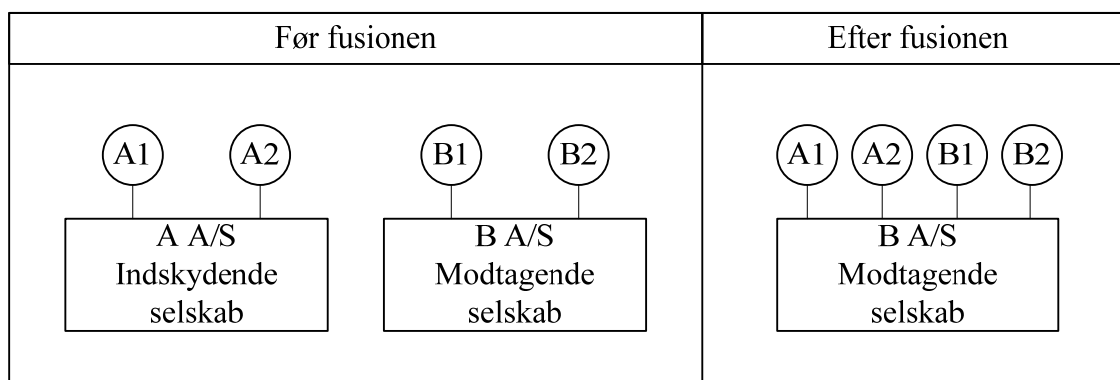 Før fusionen
Efter fusionen
A1 A2 B1 B2
A1 A2 B1 B2
A A/S
Indskydende
selskab
B A/S
Modtagende
selskab
B A/S
Modtagende
selskab